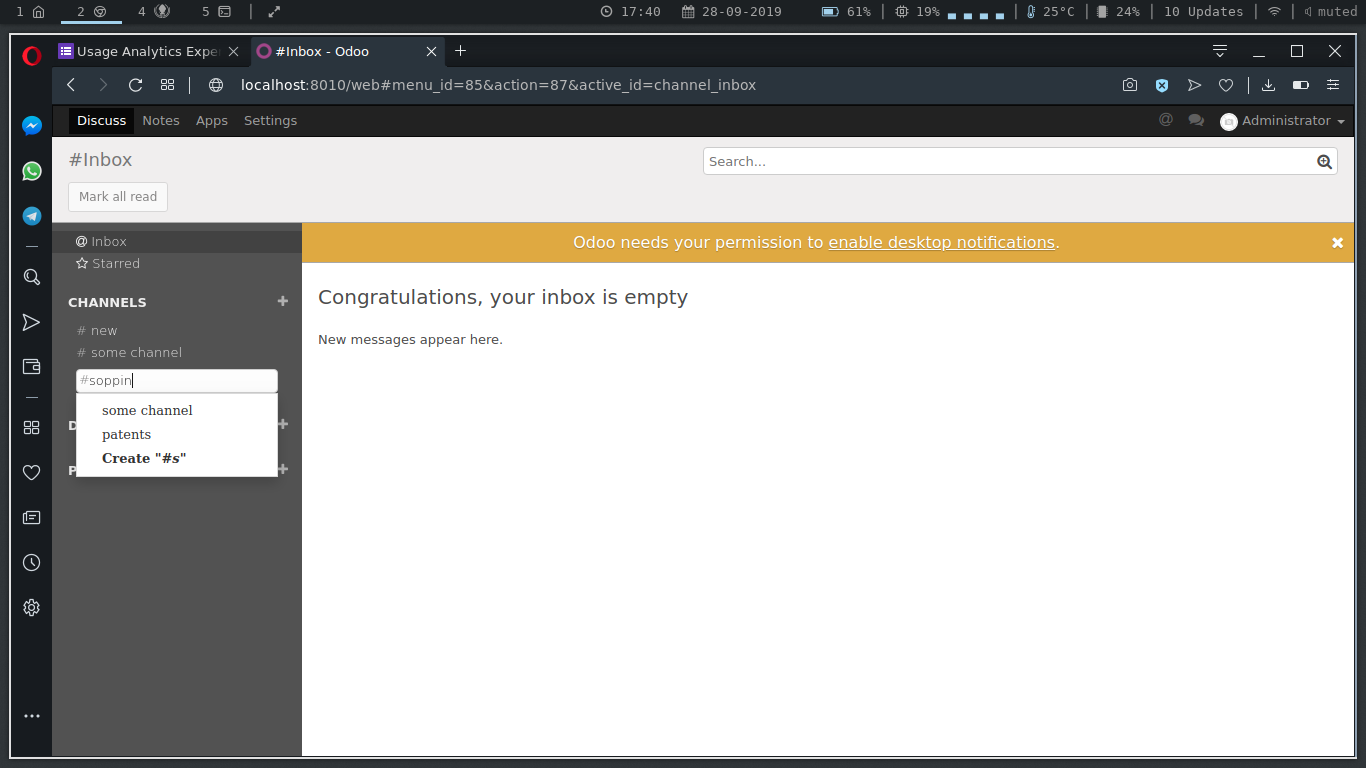 1 2 4 5 17:40 28-09-2019 61% 19% 25°C 24% 10 Updates muted
Usage Analytics Expe #Inbox - Odoo
localhost:8010/web#menu_id=85&action=87&active_id=channel_inbox
Discuss Notes Apps Settings @ Administrator
#Inbox Search...
Mark all read
Inbox
Odoo needs your permission to enable desktop notifications.
Starred
CHANNELS
Congratulations, your inbox is empty
# new
New messages appear here.
# some channel
#soppin
some channel
D
patents
Create "#s"
P